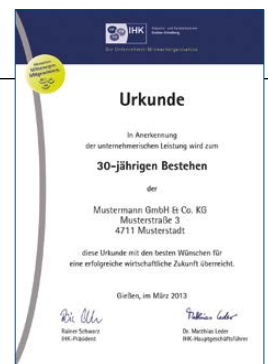 IHK
Urkunde
In Anerkennung
der unternehmerischen Leistung wird zum
30-jährigen Bestehen
der
Mustermann GmbH & Co. KG
Musterstraße 3
4711 Musterstadt
diese Urkunde mit den besten Wünschen für
eine erfolgreiche wirtschaftliche Zukunft überreicht.
Gießen, im März 2013
Rainer Schwarz
IHK-Präsident
Dr. Matthias Leder
IHK-Hauptgeschäftsführer